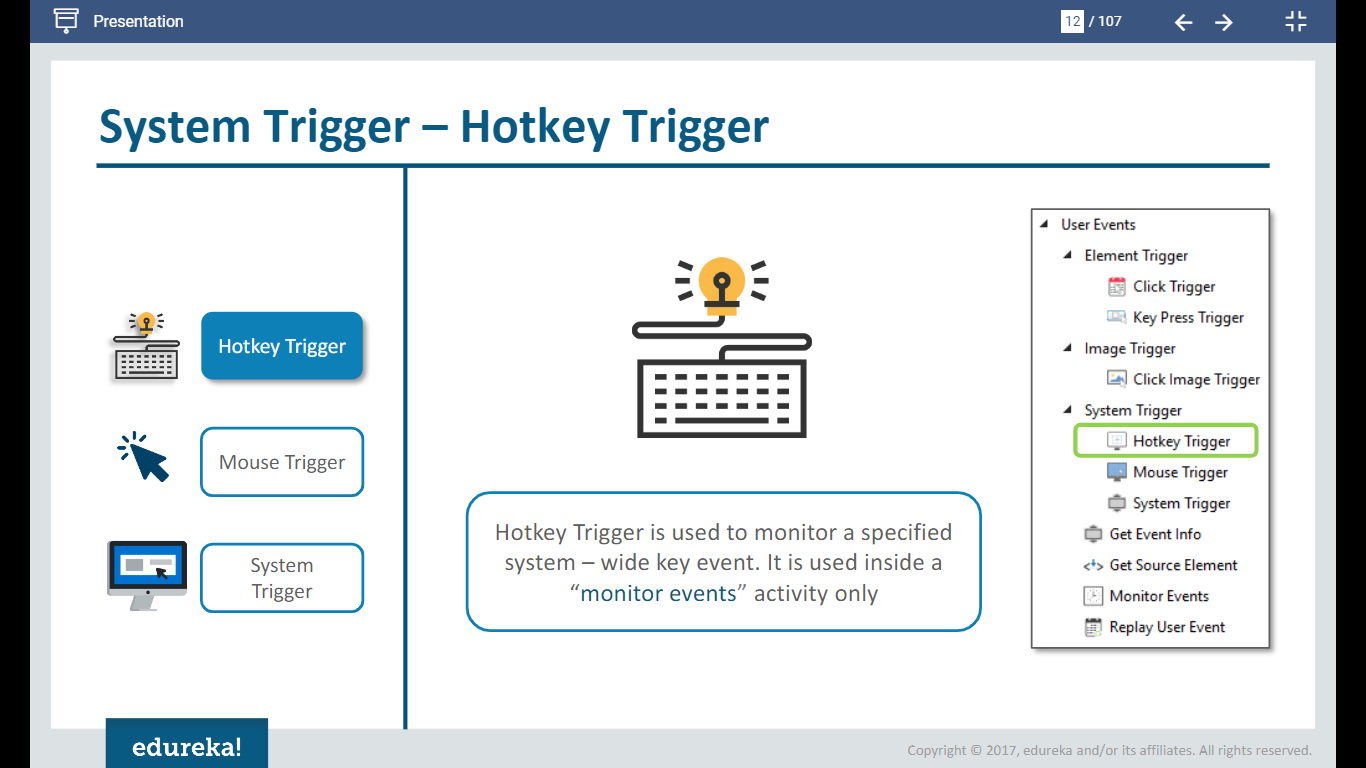 Presentation
12 / 107
System Trigger – Hotkey Trigger
Hotkey Trigger
Mouse Trigger
System
Trigger
Hotkey Trigger is used to monitor a specified
system – wide key event. It is used inside a
“monitor events” activity only
User Events
Element Trigger
Click Trigger
Key Press Trigger
Image Trigger
Click Image Trigger
System Trigger
Hotkey Trigger
Mouse Trigger
System Trigger
Get Event Info
Get Source Element
Monitor Events
Replay User Event
edureka!
Copyright © 2017, edureka and/or its affiliates. All rights reserved.